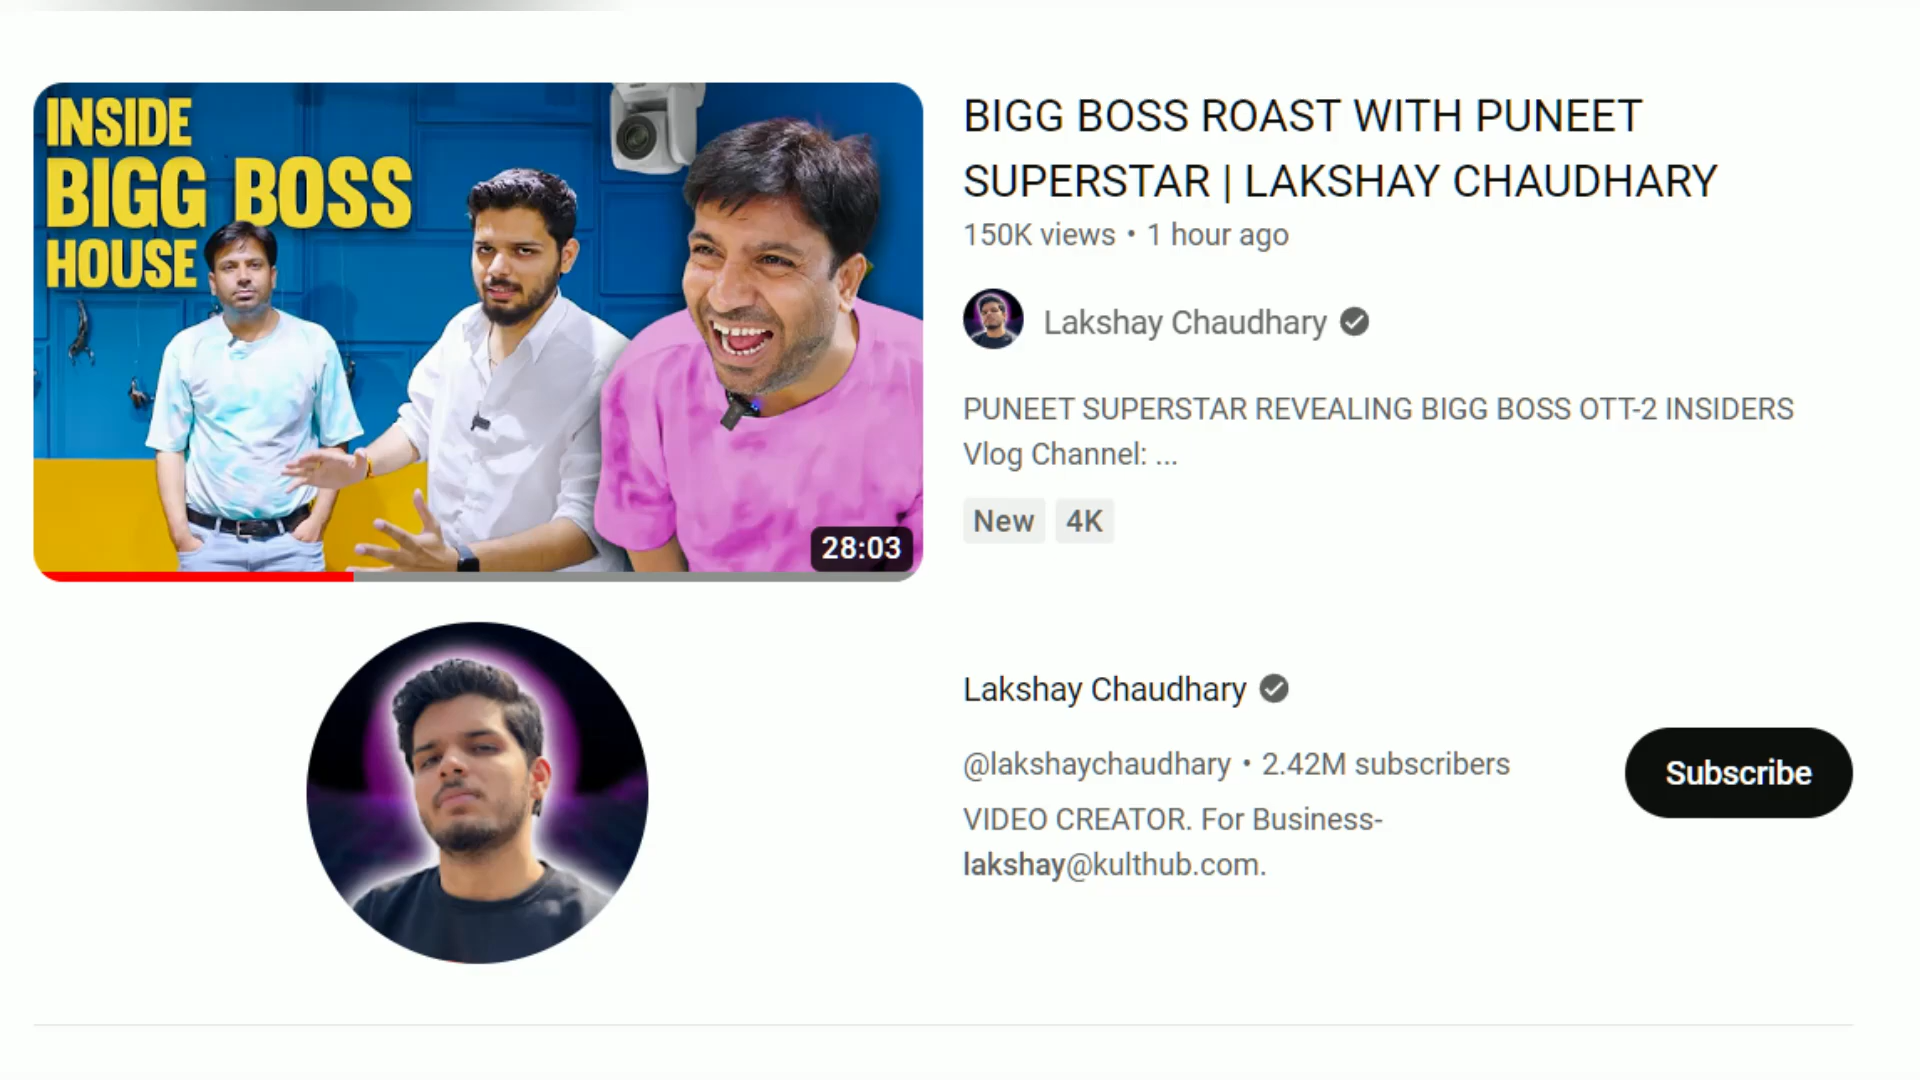 INSIDE
BIGG BOSS
HOUSE
28:03
BIGG BOSS ROAST WITH PUNEET
SUPERSTAR | LAKSHAY CHAUDHARY
150K views • 1 hour ago
Lakshay Chaudhary
PUNEET SUPERSTAR REVEALING BIGG BOSS OTT-2 INSIDERS
Vlog Channel: ...
New 4K
Lakshay Chaudhary
@lakshaychaudhary • 2.42M subscribers
VIDEO CREATOR. For Business-
lakshay@kulthub.com.
Subscribe